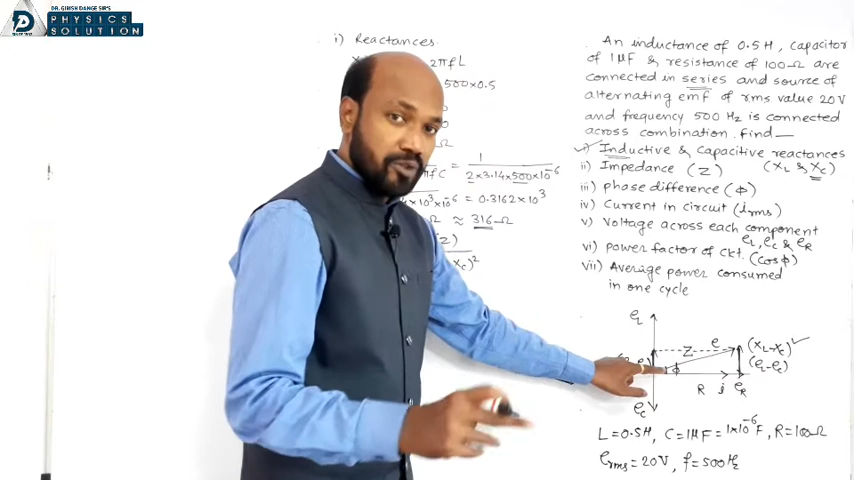 DR. GIRISH DANGE SIR'S
PHYSICS
SOLUTION
i) Reactances
2πfL
500×0.5
Ω
= 1
2×3.14×500×10⁻⁶
×10⁻⁶ = 0.3162×10³
Ω ≈ 316Ω
An inductance of 0.5H, capacitor
of 1μF & resistance of 100Ω are
connected in series and source of
alternating emf of rms value 20V
and frequency 500 Hz is connected
across combination. find—
i) Inductive & Capacitive reactances
(XL & Xc)
ii) Impedance (Z)
iii) phase difference (ϕ)
iv) Current in circuit (irms)
v) Voltage across each component
eL, eC & eR
vi) power factor of ckt. (cosϕ)
vii) Average power consumed
in one cycle
eL
Z e (XL-Xc)
(eL-eC)
ϕ
R i eR
eC
L=0.5H, C=1μF=1×10⁻⁶F, R=100Ω
erms=20V, f=500Hz